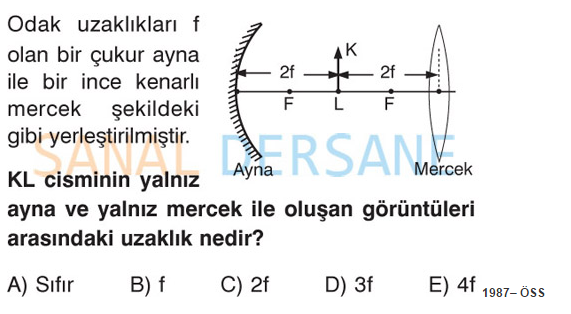 Odak uzaklıkları f
olan bir çukur ayna
ile bir ince kenarlı
mercek şekildeki
gibi yerleştirilmiştir.
K
2f 2f
F L F
Ayna Mercek
SANAL DERSANE
KL cisminin yalnız
ayna ve yalnız mercek ile oluşan görüntüleri
arasındaki uzaklık nedir?
A) Sıfır B) f C) 2f D) 3f E) 4f
1987– ÖSS